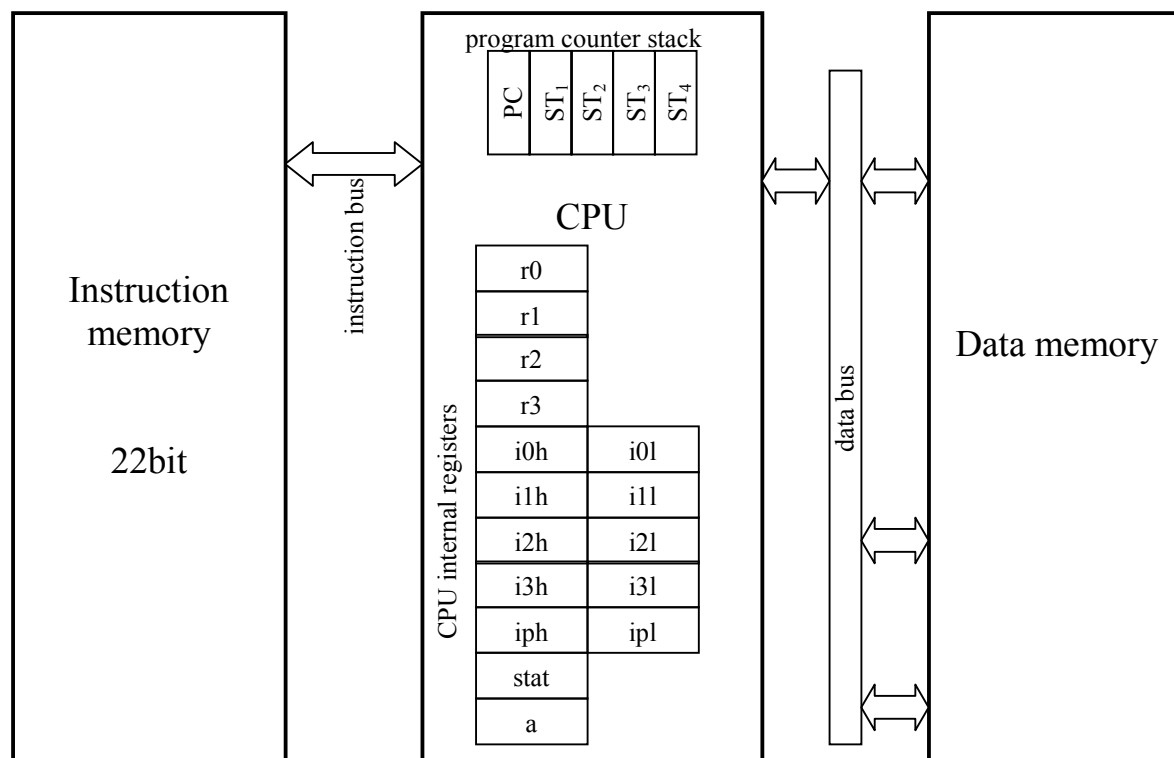 program counter stack
PC
ST₁
ST₂
ST₃
ST₄
instruction bus
CPU
Instruction
memory
22bit
Data memory
data bus
CPU internal registers
r0
r1
r2
r3
i0h i0l
i1h i1l
i2h i2l
i3h i3l
iph ipl
stat
a